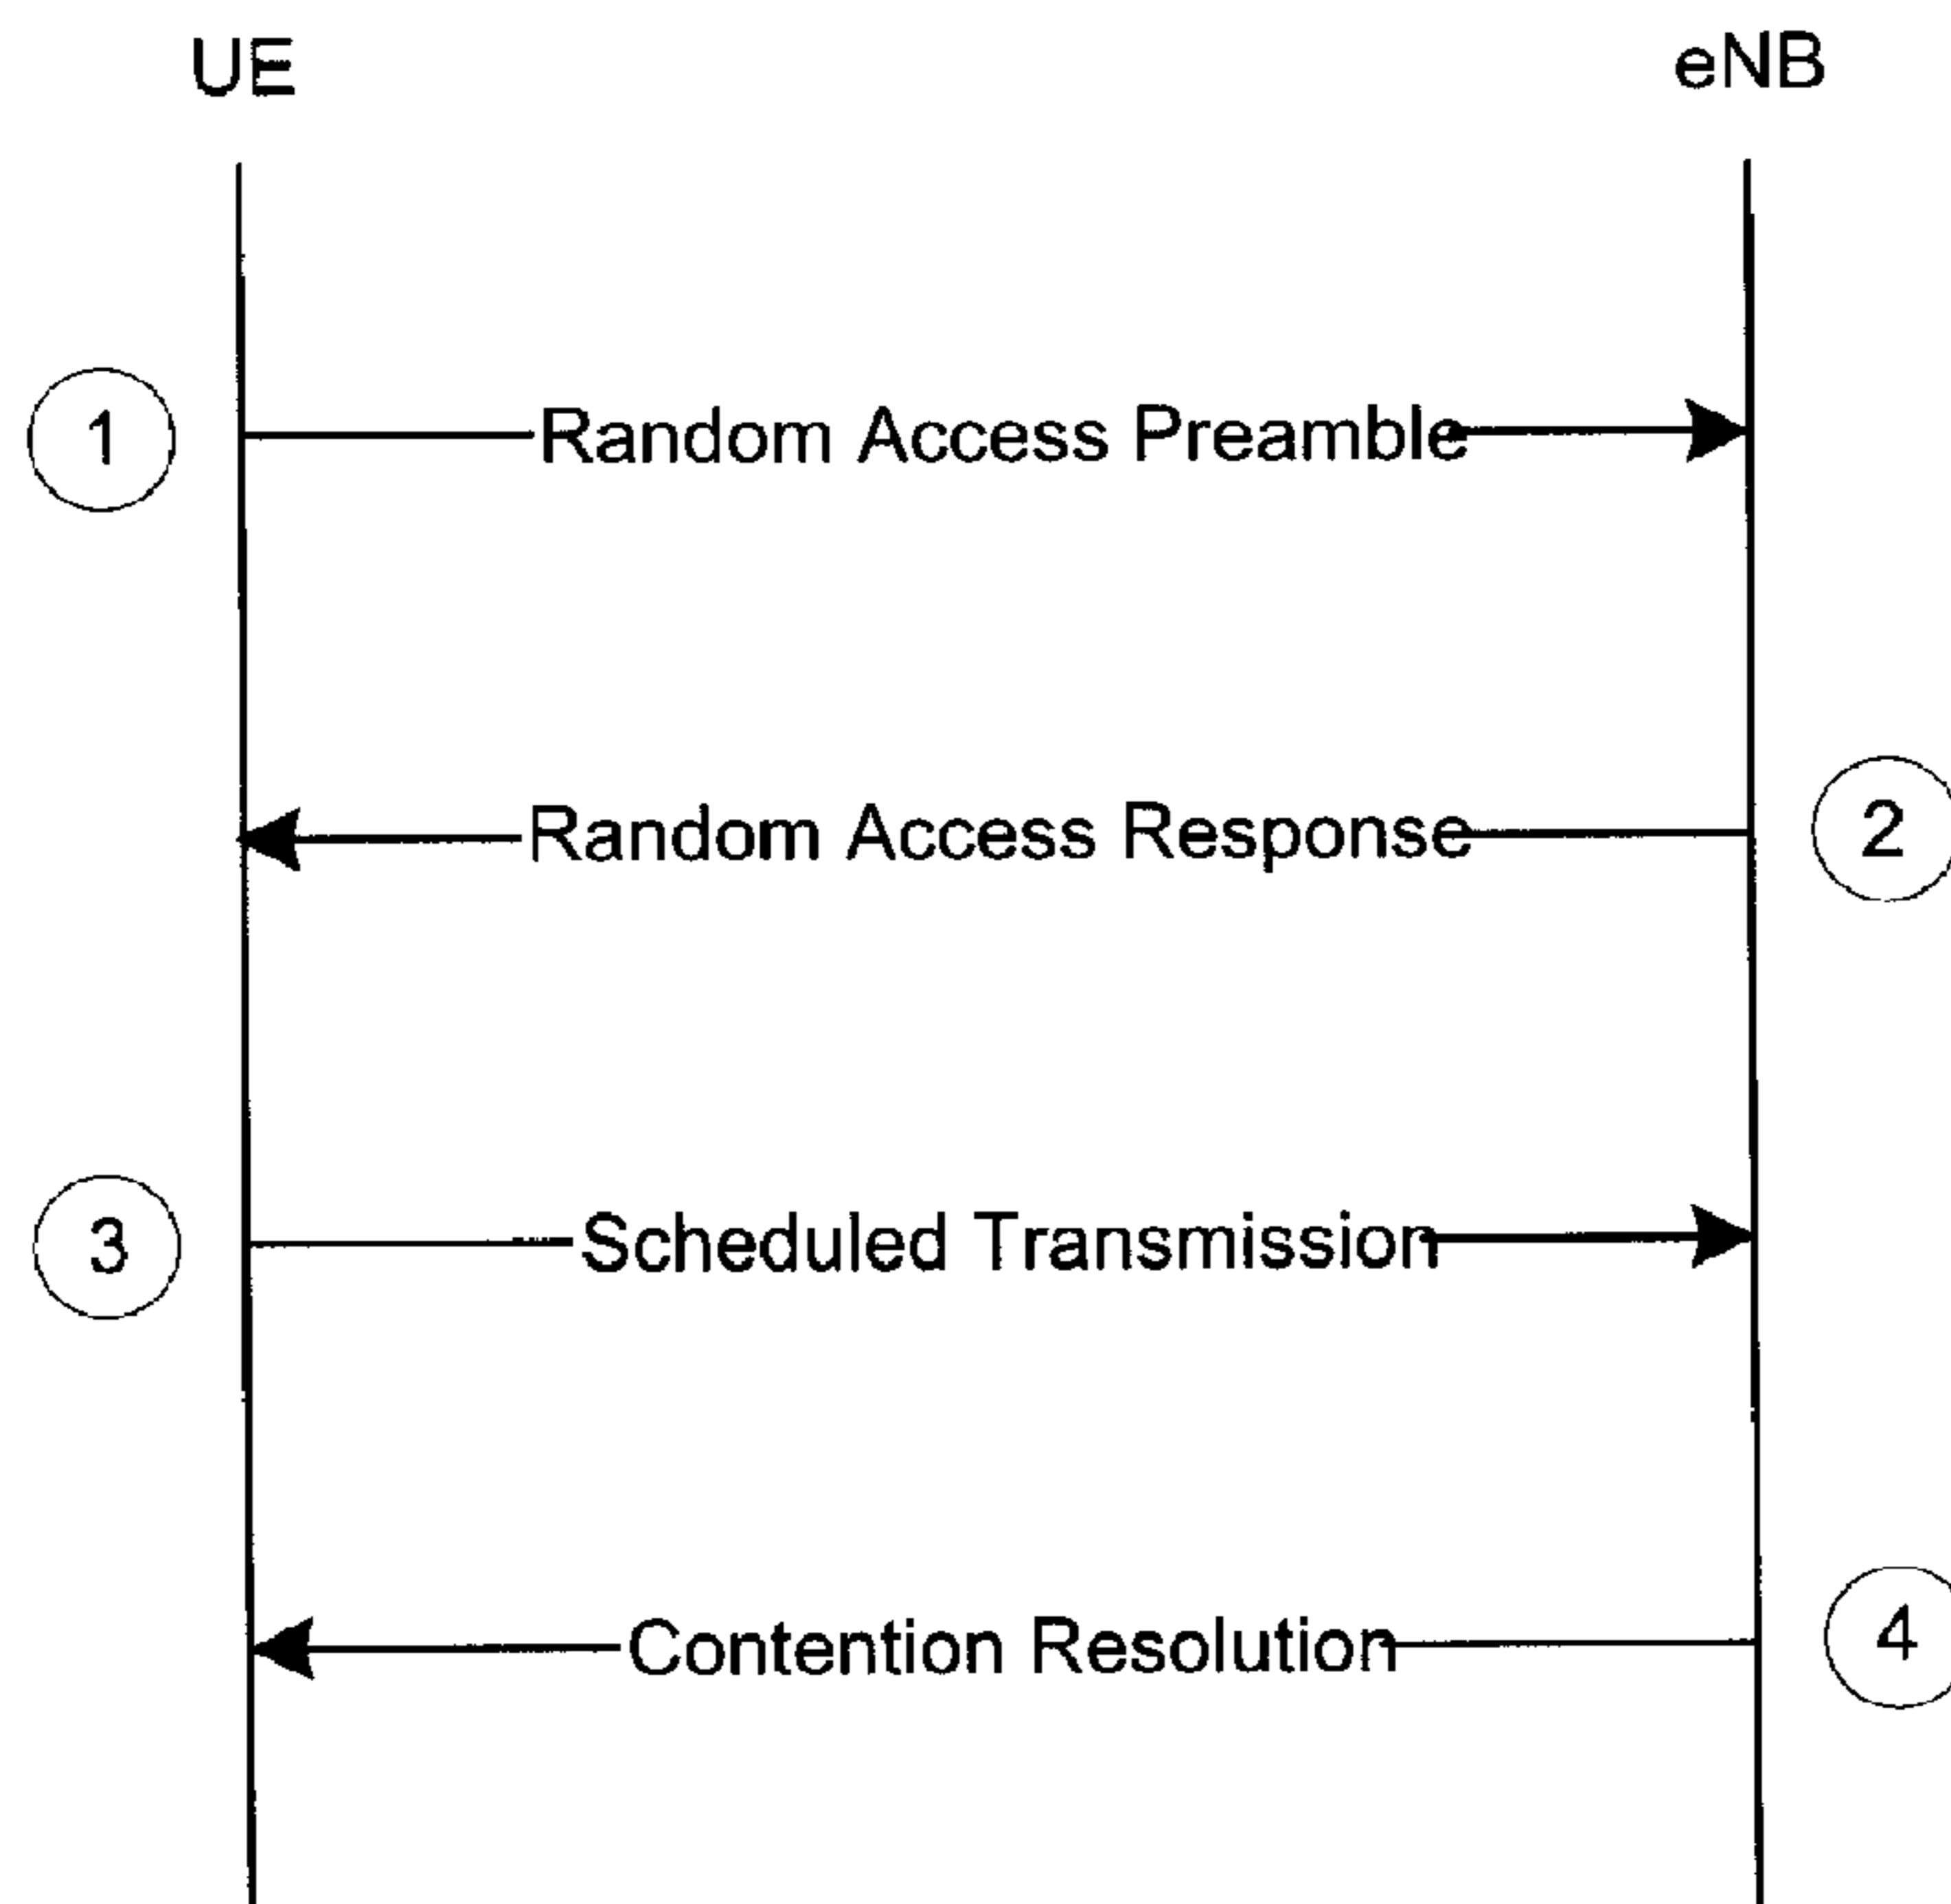 UE
eNB
1
Random Access Preamble
Random Access Response
2
3
Scheduled Transmission
Contention Resolution
4